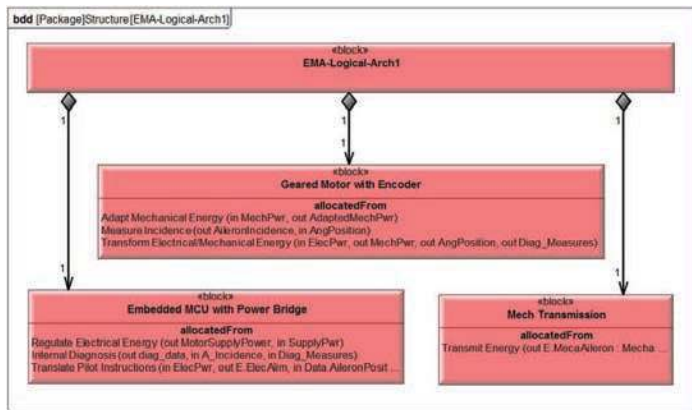 bdd [Package]Structure[EMA-Logical-Arch1]
«block»
EMA-Logical-Arch1
1
1
1
«block»
Geared Motor with Encoder
allocatedFrom
Adapt Mechanical Energy (in MechPwr, out AdaptedMechPwr)
Measure Incidence(out AileronIncidence, in AngPosition)
Transform Electrical/Mechanical Energy (in ElecPwr, out MechPwr, out AngPosition, out Diag_Measures)
1
1
«block»
Embedded MCU with Power Bridge
allocatedFrom
Regulate Electrical Energy (out MotorSupplyPower, in SupplyPwr)
Internal Diagnosis (out diag_data, in A_Incidence, in Diag_Measures)
Translate Pilot Instructions (in ElecPwr, out E.ElecAlim, in Data.AileronPosit ...
«block»
Mech Transmission
allocatedFrom
Transmit Energy (out E.MecaAileron : Mecha ...